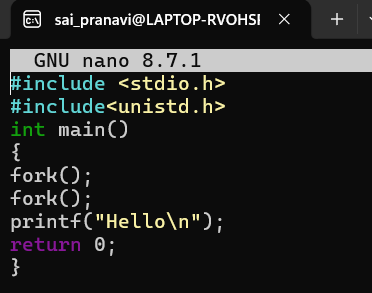 sai_pranavi@LAPTOP-RVOHSI
GNU nano 8.7.1
#include <stdio.h>
#include<unistd.h>
int main()
{
fork();
fork();
printf("Hello\n");
return 0;
}